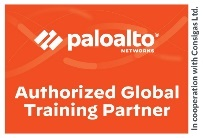 paloalto
NETWORKS
Authorized Global
Training Partner
In cooperation with Consigas Ltd.